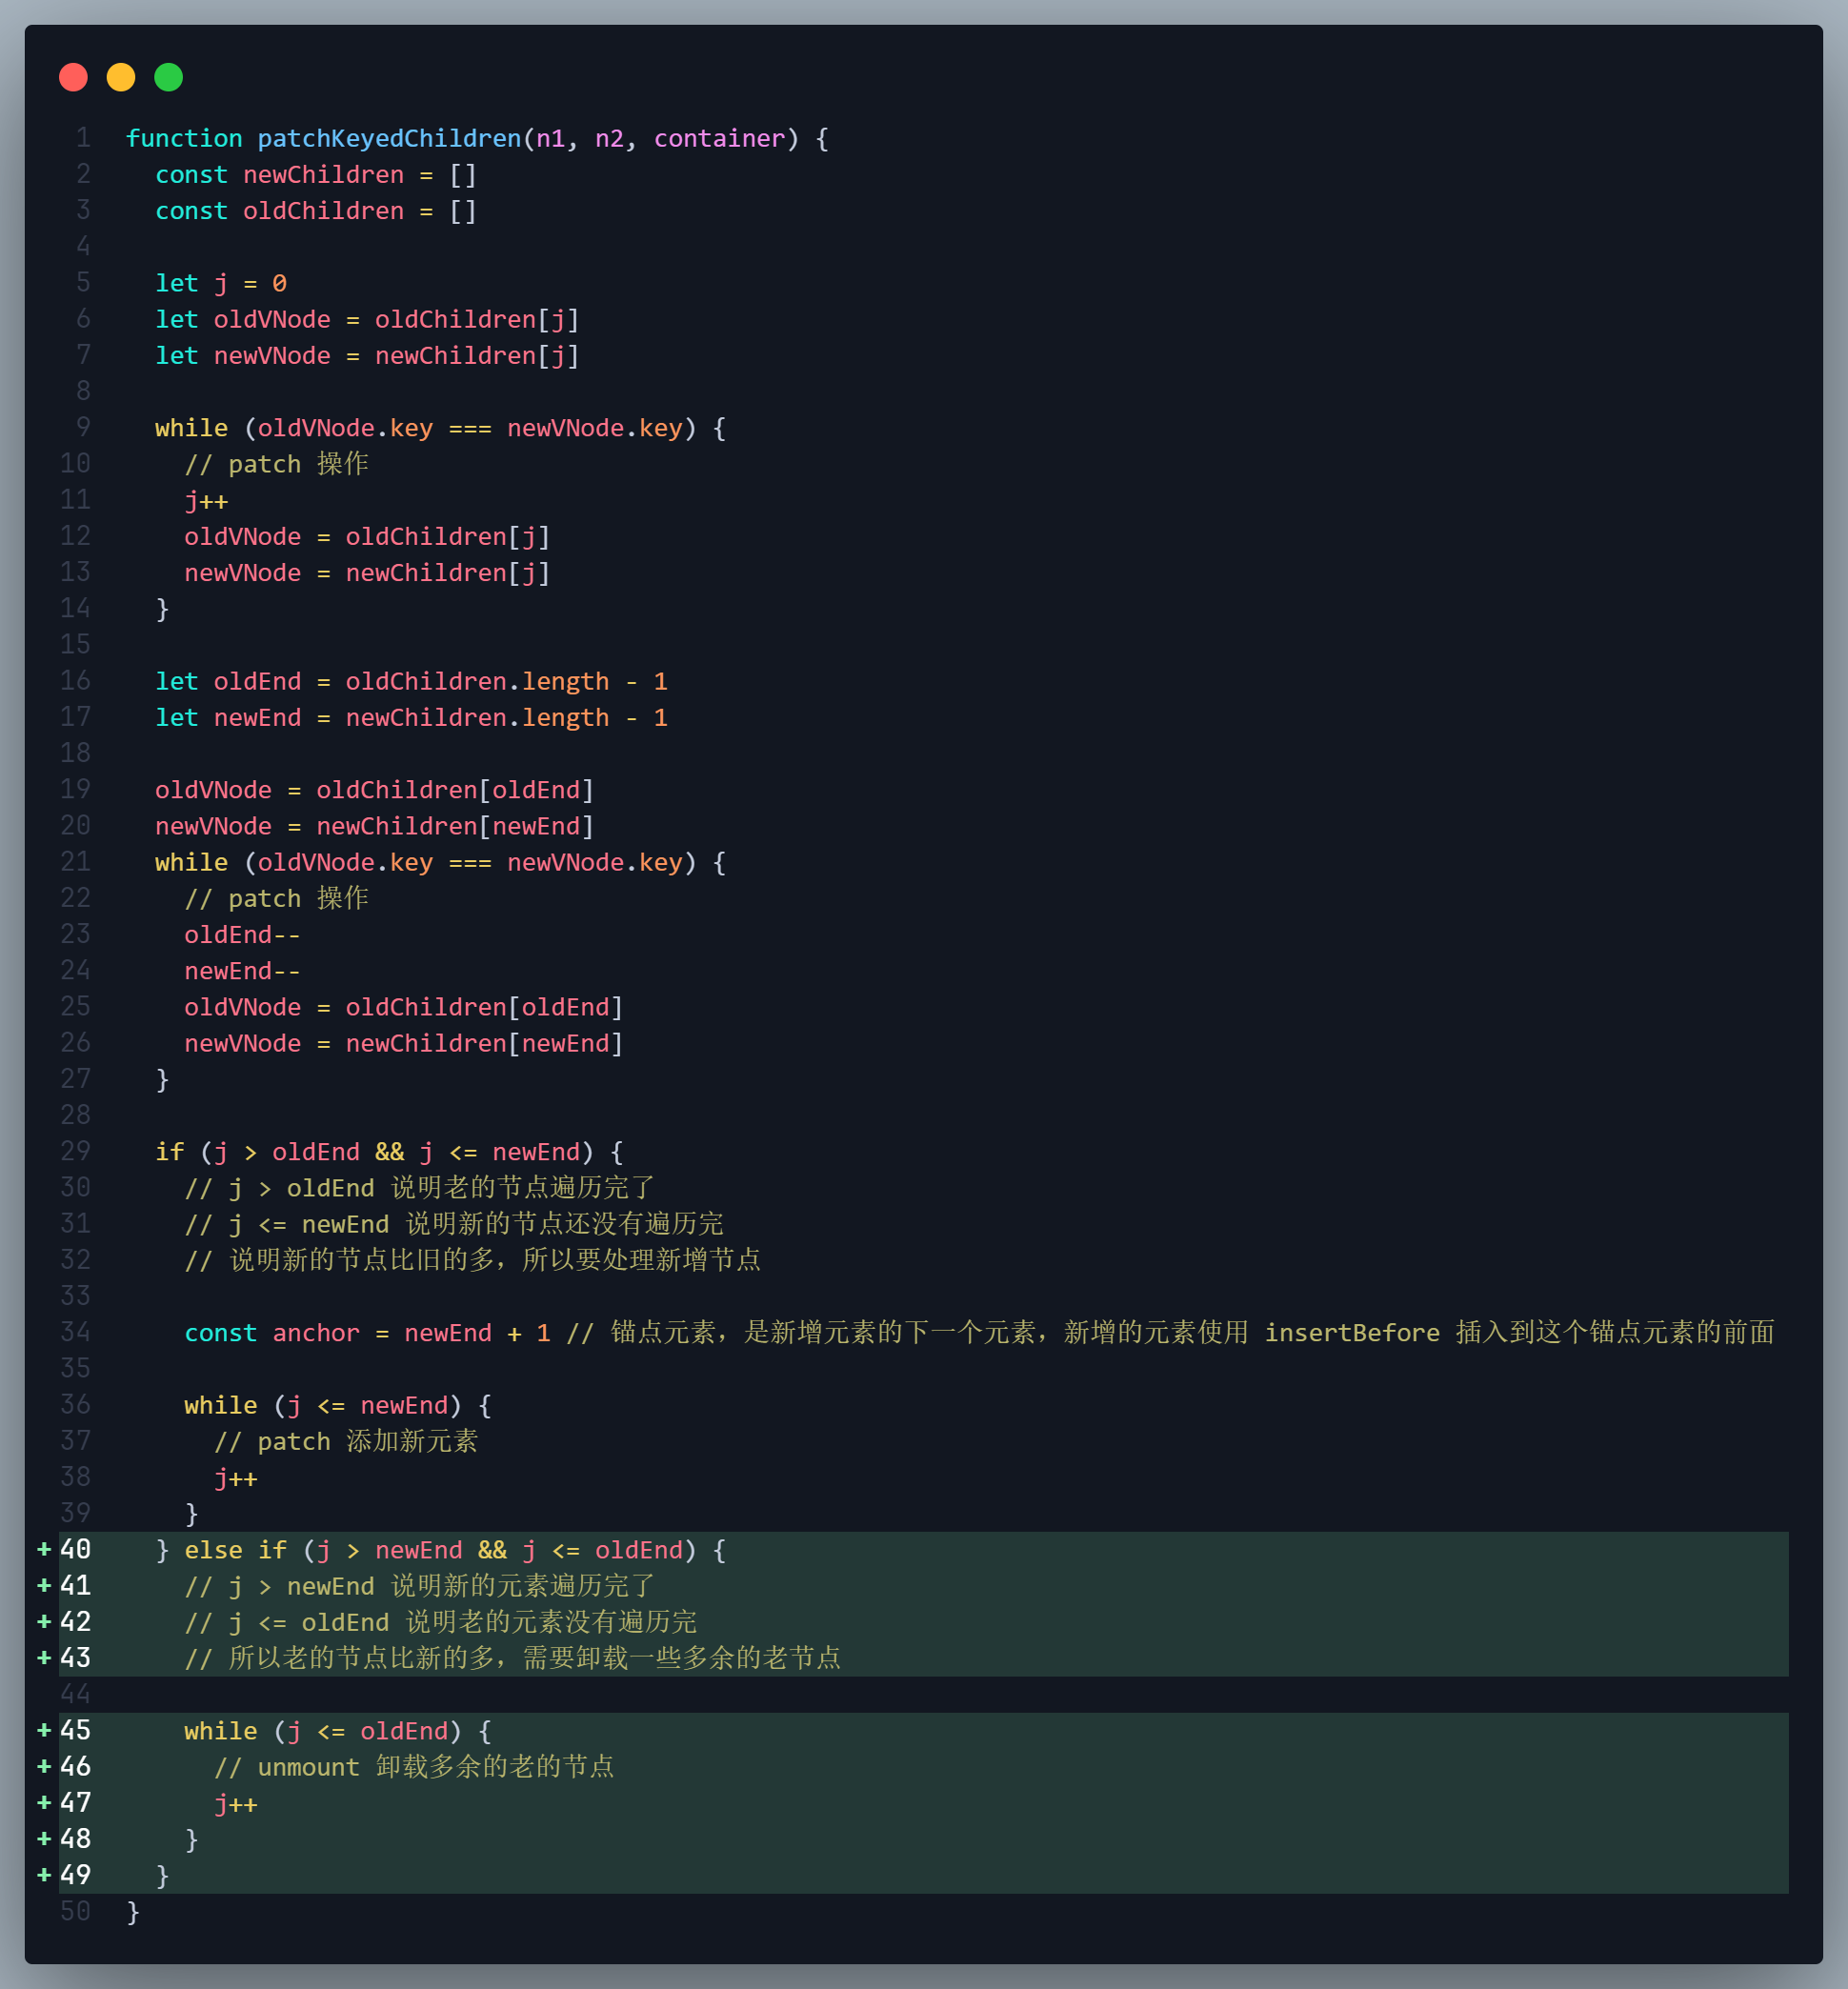 1 function patchKeyedChildren(n1, n2, container) {
2   const newChildren = []
3   const oldChildren = []
4
5   let j = 0
6   let oldVNode = oldChildren[j]
7   let newVNode = newChildren[j]
8
9   while (oldVNode.key === newVNode.key) {
10     // patch 操作
11     j++
12     oldVNode = oldChildren[j]
13     newVNode = newChildren[j]
14   }
15
16   let oldEnd = oldChildren.length - 1
17   let newEnd = newChildren.length - 1
18
19   oldVNode = oldChildren[oldEnd]
20   newVNode = newChildren[newEnd]
21   while (oldVNode.key === newVNode.key) {
22     // patch 操作
23     oldEnd--
24     newEnd--
25     oldVNode = oldChildren[oldEnd]
26     newVNode = newChildren[newEnd]
27   }
28
29   if (j > oldEnd && j <= newEnd) {
30     // j > oldEnd 说明老的节点遍历完了
31     // j <= newEnd 说明新的节点还没有遍历完
32     // 说明新的节点比旧的多，所以要处理新增节点
33
34     const anchor = newEnd + 1 // 锚点元素，是新增元素的下一个元素，新增的元素使用 insertBefore 插入到这个锚点元素的前面
35
36     while (j <= newEnd) {
37       // patch 添加新元素
38       j++
39     }
+ 40   } else if (j > newEnd && j <= oldEnd) {
+ 41     // j > newEnd 说明新的元素遍历完了
+ 42     // j <= oldEnd 说明老的元素没有遍历完
+ 43     // 所以老的节点比新的多，需要卸载一些多余的老节点
44
+ 45     while (j <= oldEnd) {
+ 46       // unmount 卸载多余的老的节点
+ 47       j++
+ 48     }
+ 49   }
50 }